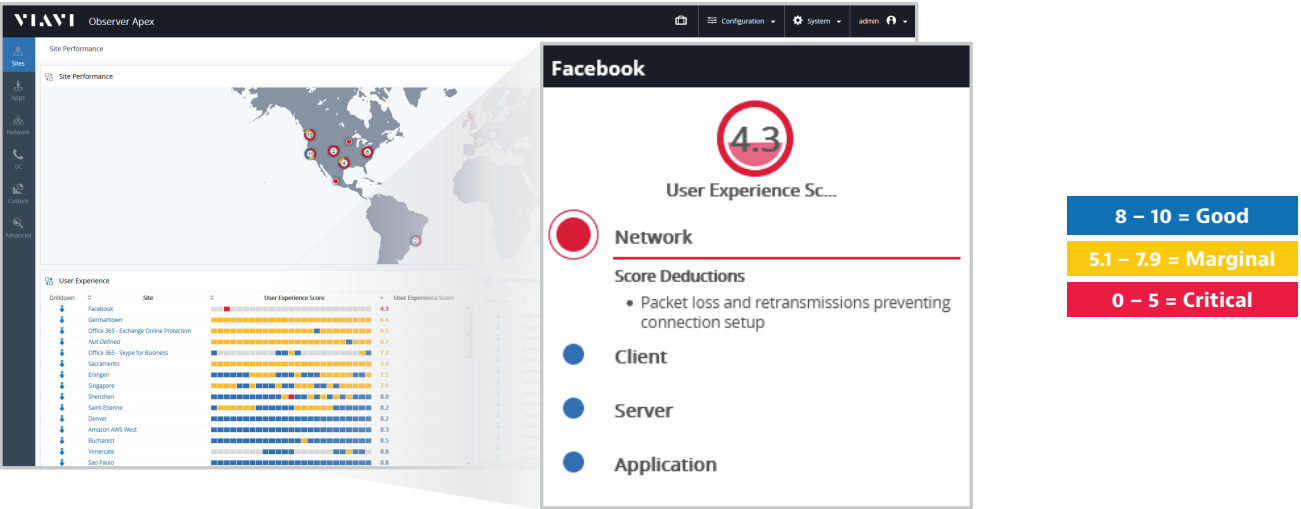 VIAVI Observer Apex
Configuration
System
admin
Sites
Apps
Network
UC
Custom
Advanced
Site Performance
Site Performance
User Experience
Drilldown Site User Experience Score User Experience Score
Facebook 4.3
Germantown 6.4
Office 365 - Exchange Online Protection 6.5
Not Defined 6.7
Office 365 - Skype for Business 7.3
Sacramento 7.4
Eningen 7.5
Singapore 7.9
Shenzhen 8.0
Saint-Etienne 8.2
Denver 8.2
Amazon AWS West 8.3
Bucharest 8.5
Vimercate 8.8
Sao Paulo 8.8
Facebook
4.3
User Experience Sc...
Network
Score Deductions
• Packet loss and retransmissions preventing
connection setup
Client
Server
Application
8 – 10 = Good
5.1 – 7.9 = Marginal
0 – 5 = Critical